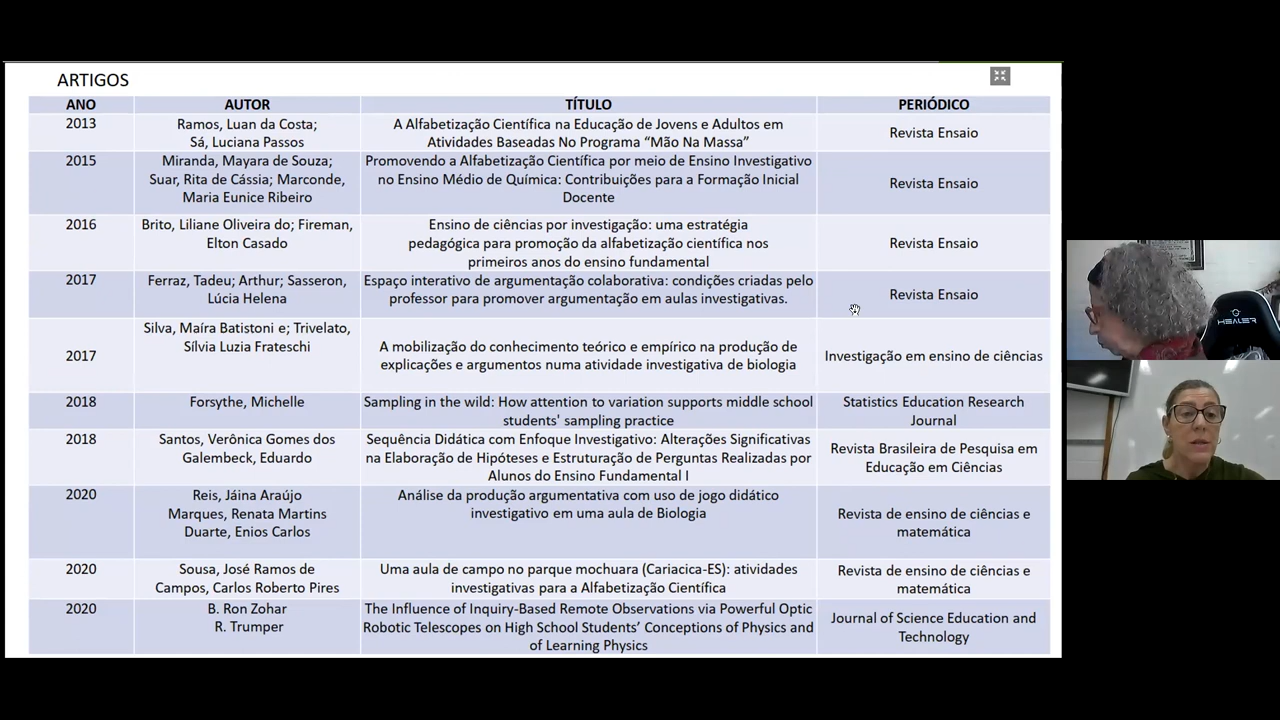 ARTIGOS
ANO AUTOR TÍTULO PERIÓDICO
2013
Ramos, Luan da Costa;
Sá, Luciana Passos
A Alfabetização Científica na Educação de Jovens e Adultos em
Atividades Baseadas No Programa “Mão Na Massa”
Revista Ensaio
2015
Miranda, Mayara de Souza;
Suar, Rita de Cássia; Marconde,
Maria Eunice Ribeiro
Promovendo a Alfabetização Científica por meio de Ensino Investigativo
no Ensino Médio de Química: Contribuições para a Formação Inicial
Docente
Revista Ensaio
2016
Brito, Liliane Oliveira do; Fireman,
Elton Casado
Ensino de ciências por investigação: uma estratégia
pedagógica para promoção da alfabetização científica nos
primeiros anos do ensino fundamental
Revista Ensaio
2017
Ferraz, Tadeu; Arthur; Sasseron,
Lúcia Helena
Espaço interativo de argumentação colaborativa: condições criadas pelo
professor para promover argumentação em aulas investigativas.
Revista Ensaio
2017
Silva, Maíra Batistoni e; Trivelato,
Sílvia Luzia Frateschi
A mobilização do conhecimento teórico e empírico na produção de
explicações e argumentos numa atividade investigativa de biologia
Investigação em ensino de ciências
2018
Forsythe, Michelle
Sampling in the wild: How attention to variation supports middle school
students' sampling practice
Statistics Education Research
Journal
2018
Santos, Verônica Gomes dos
Galembeck, Eduardo
Sequência Didática com Enfoque Investigativo: Alterações Significativas
na Elaboração de Hipóteses e Estruturação de Perguntas Realizadas por
Alunos do Ensino Fundamental I
Revista Brasileira de Pesquisa em
Educação em Ciências
2020
Reis, Jáina Araújo
Marques, Renata Martins
Duarte, Enios Carlos
Análise da produção argumentativa com uso de jogo didático
investigativo em uma aula de Biologia
Revista de ensino de ciências e
matemática
2020
Sousa, José Ramos de
Campos, Carlos Roberto Pires
Uma aula de campo no parque mochuara (Cariacica-ES): atividades
investigativas para a Alfabetização Científica
Revista de ensino de ciências e
matemática
2020
B. Ron Zohar
R. Trumper
The Influence of Inquiry-Based Remote Observations via Powerful Optic
Robotic Telescopes on High School Students’ Conceptions of Physics and
of Learning Physics
Journal of Science Education and
Technology
HEALER